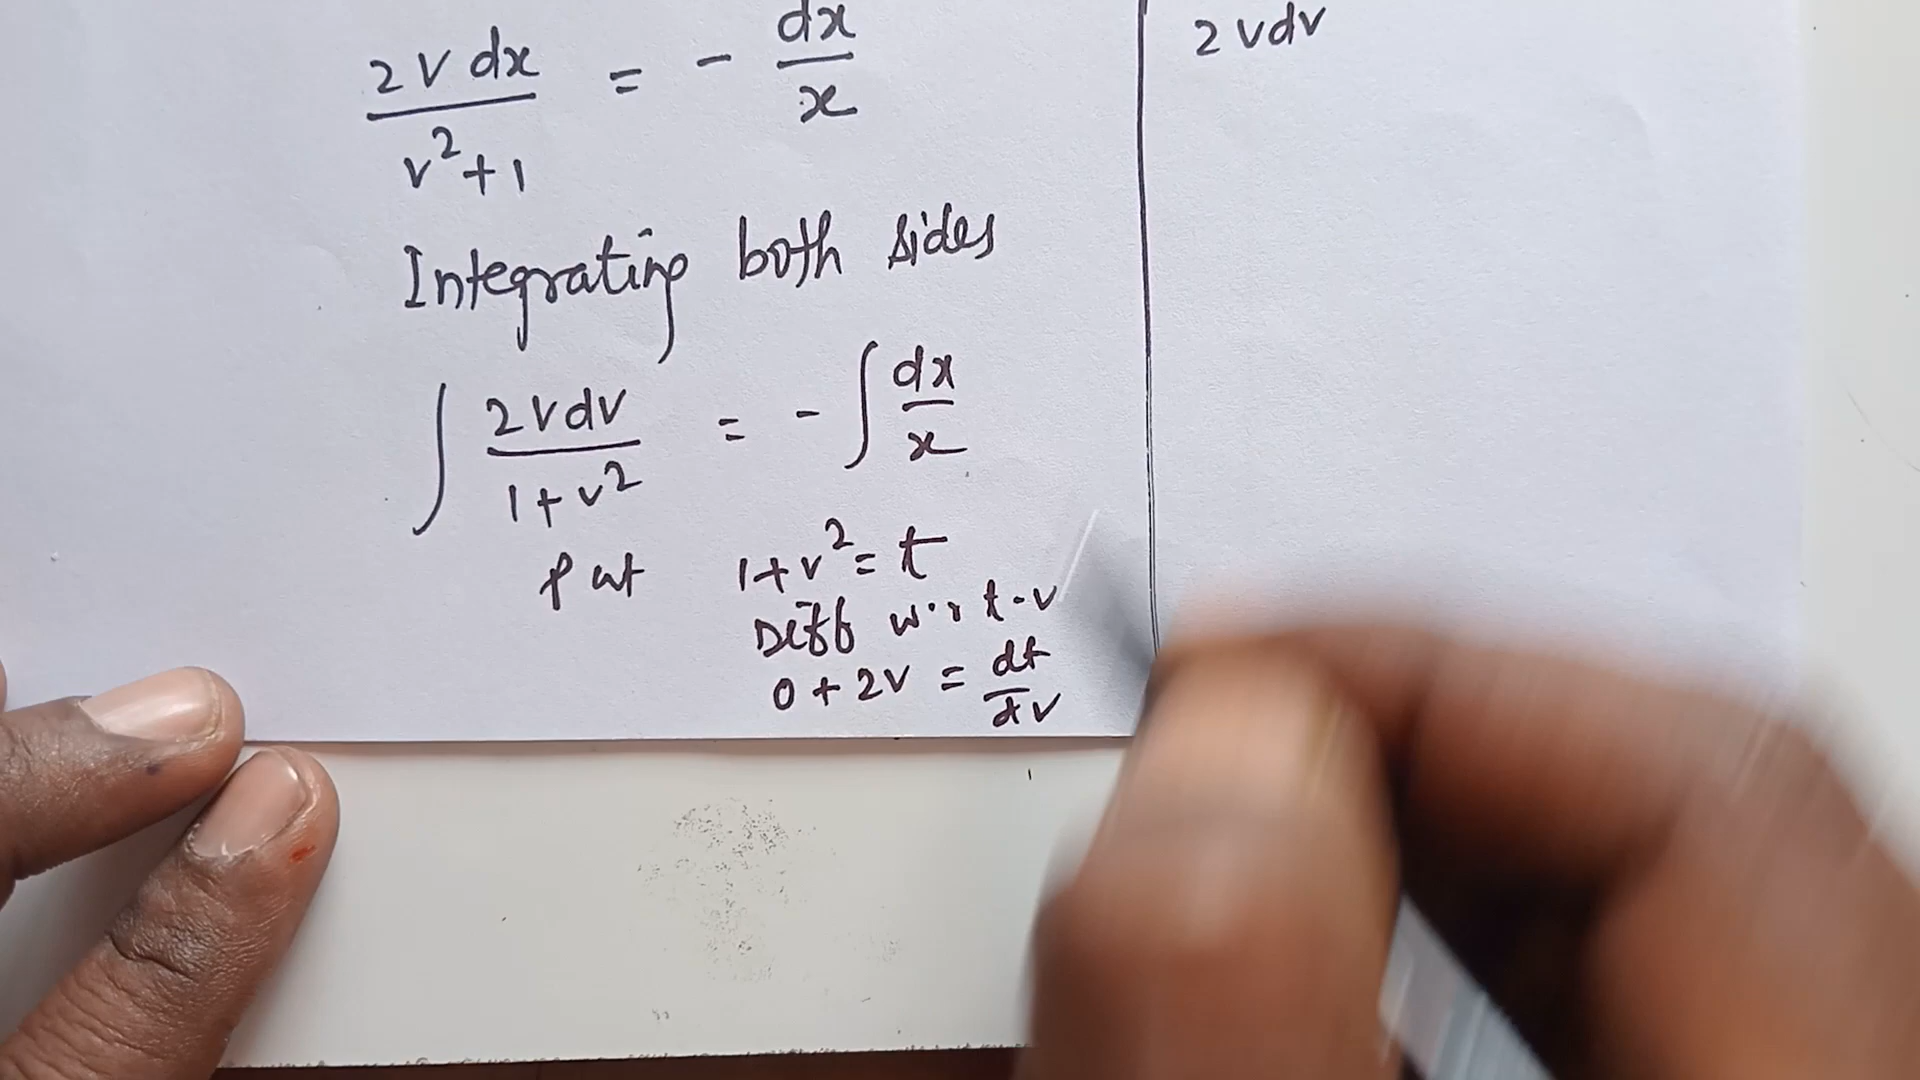 2v dx / v²+1 = - dx/x
Integrating both sides
∫ 2vdv / 1+v² = - ∫ dx/x
put 1+v² = t
Diff w.r t.v
0 + 2v = dt/dv
2vdv